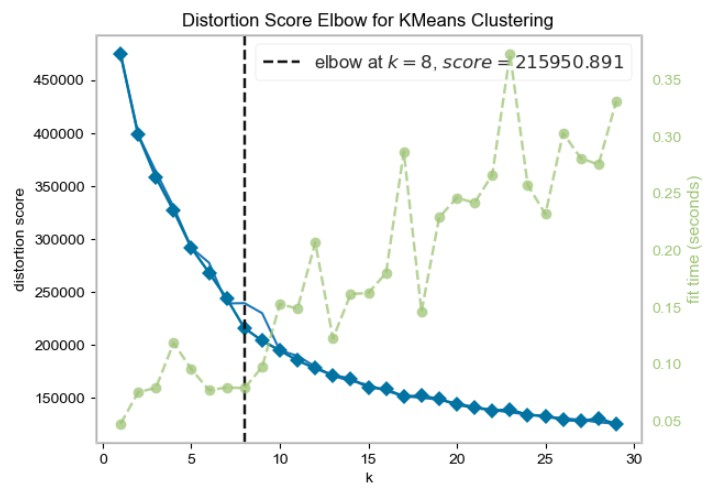 Distortion Score Elbow for KMeans Clustering
elbow at k = 8, score = 215950.891
450000
400000
350000
300000
250000
200000
150000
distortion score
0.35
0.30
0.25
0.20
0.15
0.10
0.05
fit time (seconds)
0 5 10 15 20 25 30
k